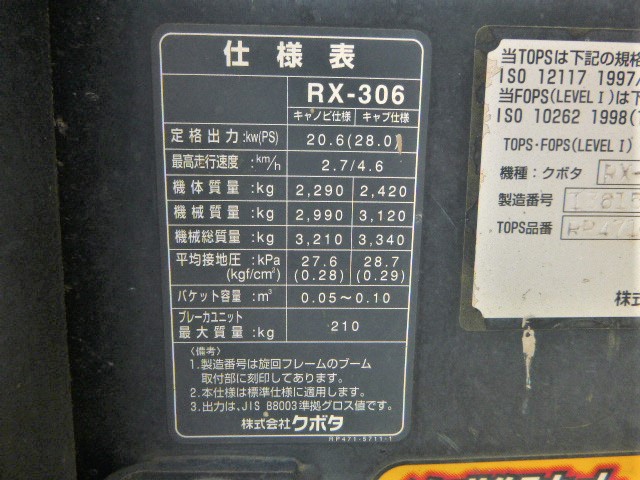 仕様表
RX-306
キャノピ仕様 キャブ仕様
定格出力:kw(PS) 20.6(28.0)
最高走行速度:km/h 2.7/4.6
機体質量:kg 2,290 2,420
機械質量:kg 2,990 3,120
機械総質量:kg 3,210 3,340
平均接地圧:kPa 27.6 28.7
(kgf/cm²) (0.28) (0.29)
バケット容量:m³ 0.05~0.10
ブレーカユニット
最大質量:kg 210
〈備考〉
1.製造番号は旋回フレームのブーム
取付部に刻印してあります。
2.本仕様は標準仕様に適用します。
3.出力は、JIS B8003準拠グロス値です。
株式会社クボタ
RP471-5711-1
当TOPSは下記の規格
ISO 12117 1997/
当FOPS(LEVEL I)は下
ISO 10262 1998(
TOPS・FOPS(LEVEL I)
機種:クボタ RX-
製造番号
TOPS品番 RP471
株式